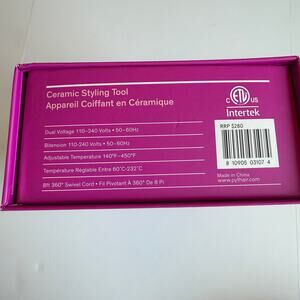 Ceramic Styling Tool
Appareil Coiffant en Céramique
Dual Voltage 110-240 Volts • 50-60Hz
Bitension 110-240 Volts • 50-60Hz
Adjustable Temperature 140°F-450°F
Température Réglable Entre 60°C-232°C
8ft 360° Swivel Cord • Fil Pivotant À 360° De 8 Pi
C ETL US
Intertek
RRP $280
8 10905 03107 4
Made in China
www.pythair.com